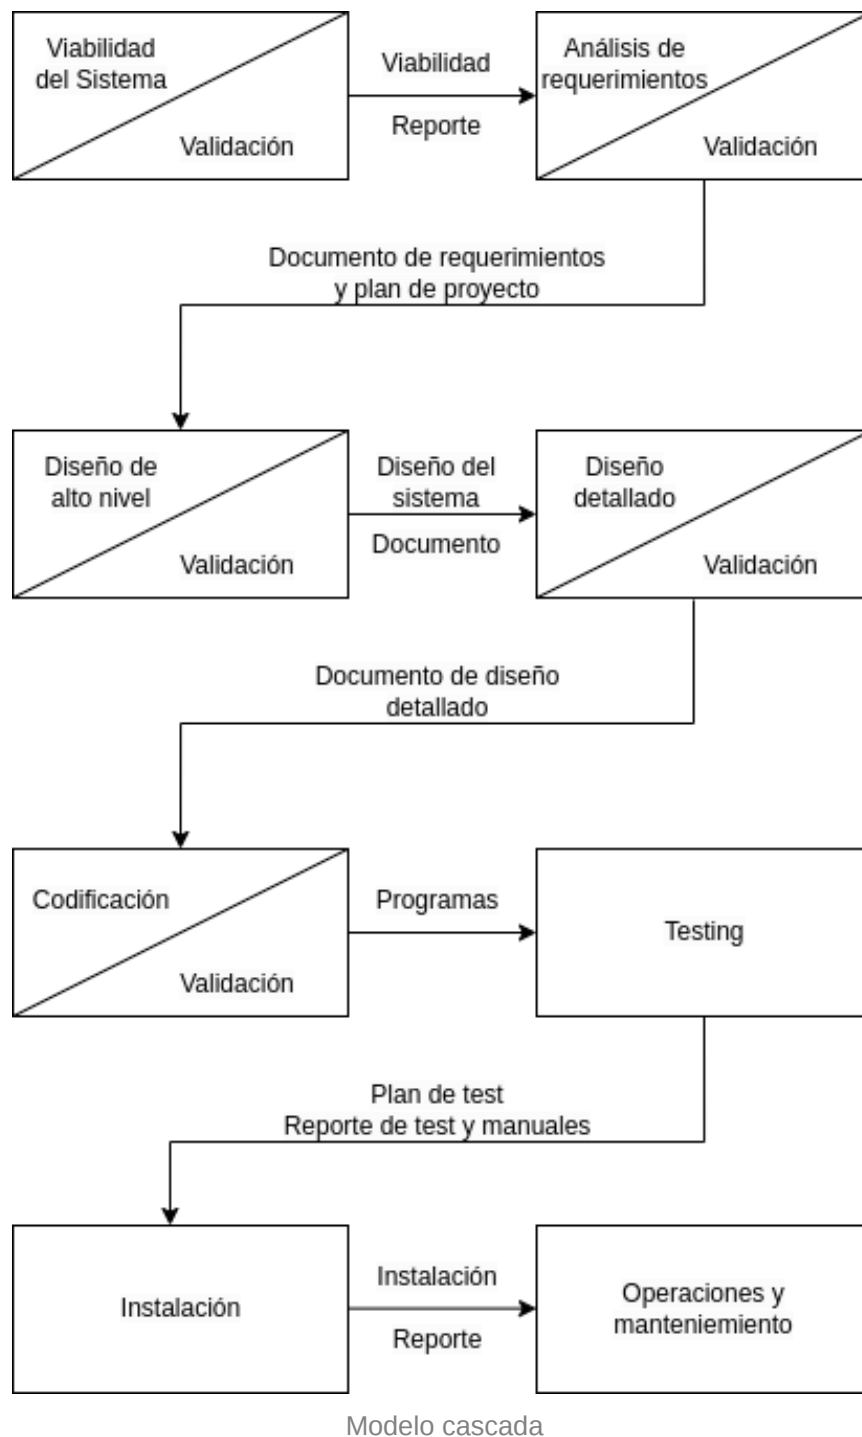 Viabilidad
del Sistema
Validación
Viabilidad
Reporte
Análisis de
requerimientos
Validación
Documento de requerimientos
y plan de proyecto
Diseño de
alto nivel
Validación
Diseño del
sistema
Documento
Diseño
detallado
Validación
Documento de diseño
detallado
Codificación
Validación
Programas
Testing
Plan de test
Reporte de test y manuales
Instalación
Instalación
Reporte
Operaciones y
manteniemiento
Modelo cascada